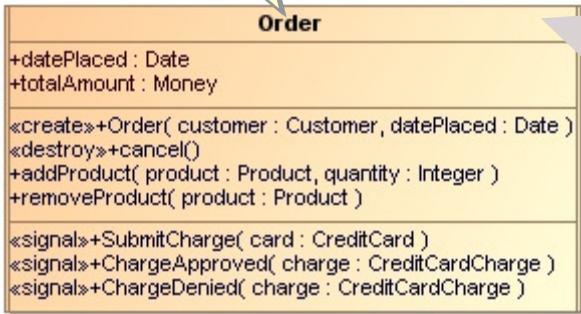 Order
+datePlaced : Date
+totalAmount : Money
«create»+Order( customer : Customer, datePlaced : Date )
«destroy»+cancel()
+addProduct( product : Product, quantity : Integer )
+removeProduct( product : Product )
«signal»+SubmitCharge( card : CreditCard )
«signal»+ChargeApproved( charge : CreditCardCharge )
«signal»+ChargeDenied( charge : CreditCardCharge )